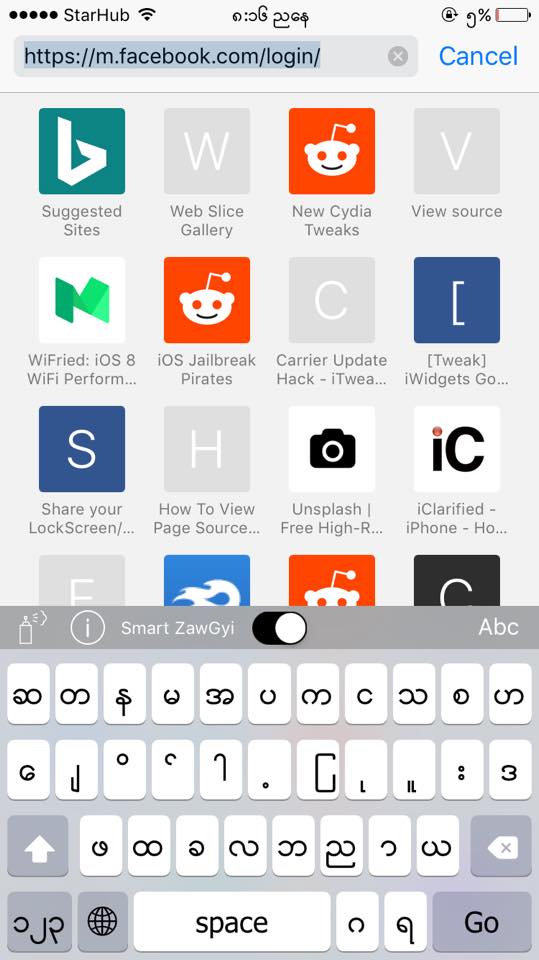 StarHub ၈:၁၆ ညနေ ၅%
https://m.facebook.com/login/ Cancel
W V
Suggested Sites
Web Slice Gallery
New Cydia Tweaks
View source
C [
WiFried: iOS 8 WiFi Perform...
iOS Jailbreak Pirates
Carrier Update Hack - iTwea...
[Tweak] iWidgets Go...
S H iC
Share your LockScreen/...
How To View Page Source...
Unsplash | Free High-R...
iClarified - iPhone - Ho...
i Smart ZawGyi Abc
ဆ တ န မ အ ပ က င သ စ ဟ
ေ ျ ိ ် ါ ့ ြ ု ူ း ဒ
ဖ ထ ခ လ ဘ ည ာ ယ
၁၂၃ space ဂ ရ Go